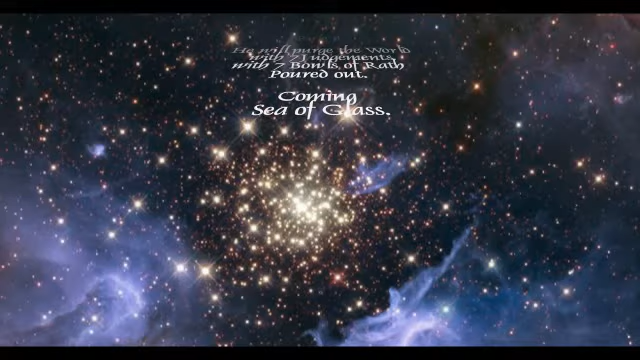 He will purge the World
with 7 Judgements,
with 7 Bowls of Rath
Poured out.
Coming
Sea of Glass.